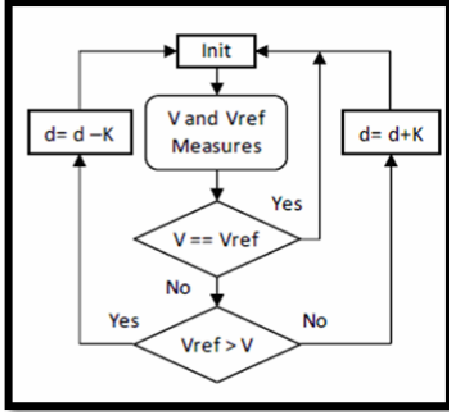 Init
V and Vref
Measures
d= d –K
d= d+K
Yes
V == Vref
No
Yes
No
Vref > V